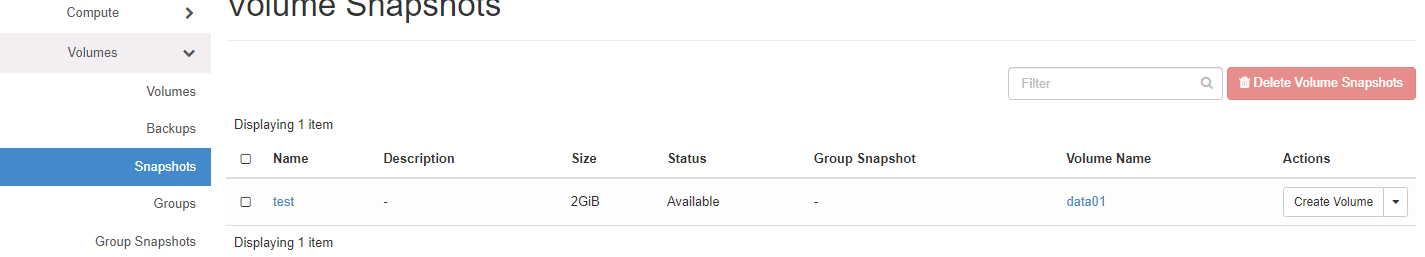 Compute
Volumes
Volumes
Backups
Snapshots
Groups
Group Snapshots
Volume Snapshots
Filter
Delete Volume Snapshots
Displaying 1 item
Name Description Size Status Group Snapshot Volume Name Actions
test - 2GiB Available - data01 Create Volume
Displaying 1 item